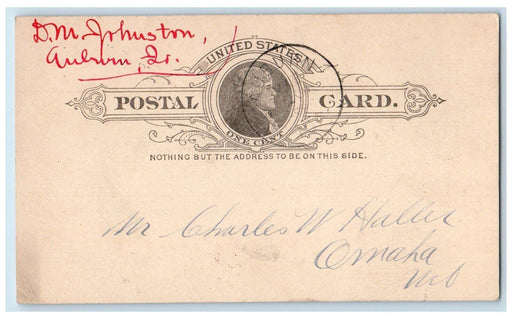 D. M. Johnston,
Auburn, Ia.
UNITED STATES
POSTAL CARD.
ONE CENT
NOTHING BUT THE ADDRESS TO BE ON THIS SIDE.
Mr Charles W Haller
Omaha
Neb